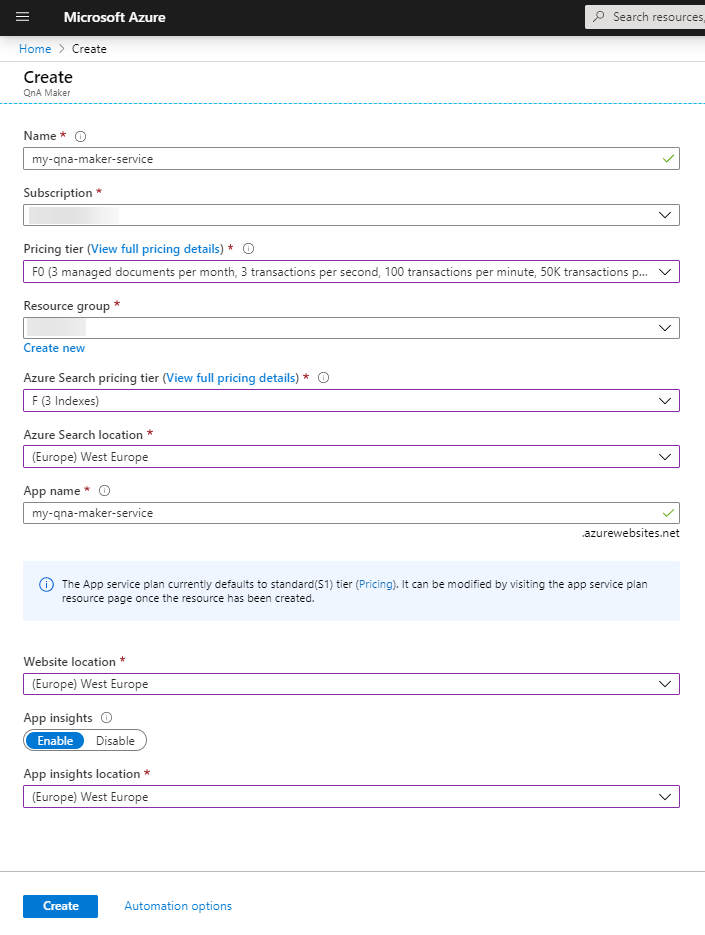 Microsoft Azure
Search resources,
Home > Create
Create
QnA Maker
Name *
my-qna-maker-service
Subscription *
Pricing tier (View full pricing details) *
F0 (3 managed documents per month, 3 transactions per second, 100 transactions per minute, 50K transactions p...
Resource group *
Create new
Azure Search pricing tier (View full pricing details) *
F (3 Indexes)
Azure Search location *
(Europe) West Europe
App name *
my-qna-maker-service
.azurewebsites.net
The App service plan currently defaults to standard(S1) tier (Pricing). It can be modified by visiting the app service plan
resource page once the resource has been created.
Website location *
(Europe) West Europe
App insights
Enable Disable
App insights location *
(Europe) West Europe
Create Automation options